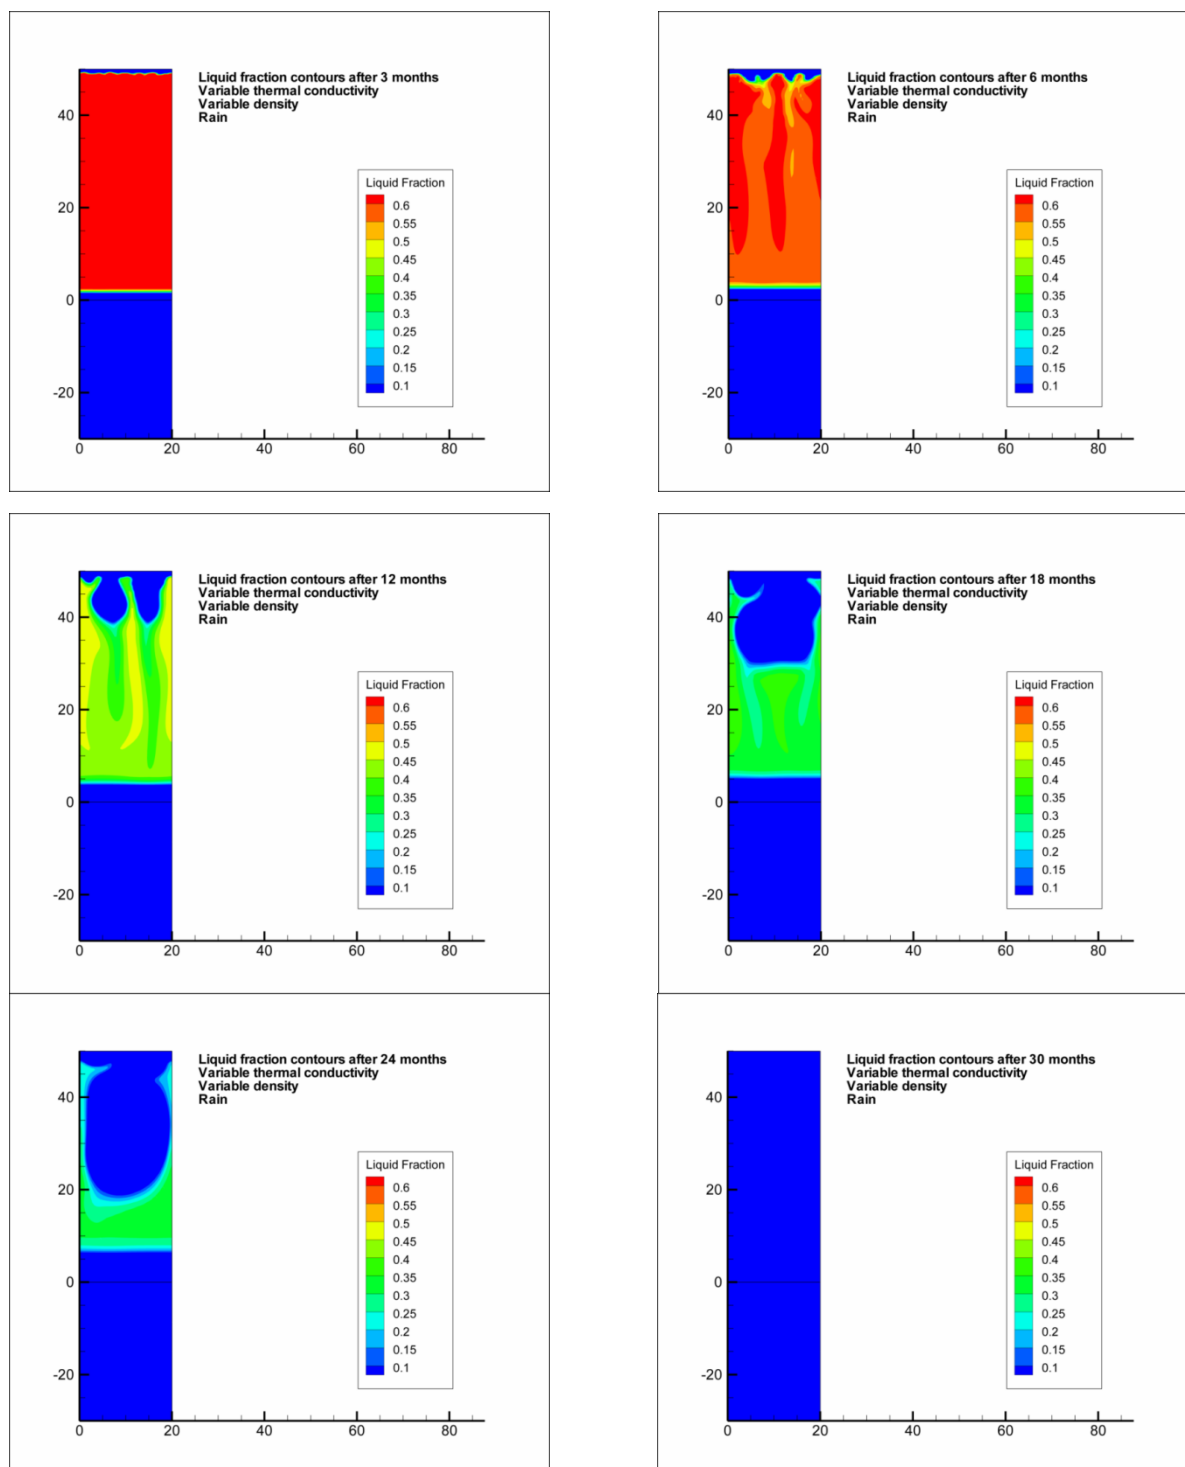 Liquid fraction contours after 3 months
Variable thermal conductivity
Variable density
Rain
40
20
0
-20
0 20 40 60 80
Liquid Fraction
0.6
0.55
0.5
0.45
0.4
0.35
0.3
0.25
0.2
0.15
0.1
Liquid fraction contours after 6 months
Variable thermal conductivity
Variable density
Rain
40
20
0
-20
0 20 40 60 80
Liquid Fraction
0.6
0.55
0.5
0.45
0.4
0.35
0.3
0.25
0.2
0.15
0.1
Liquid fraction contours after 12 months
Variable thermal conductivity
Variable density
Rain
40
20
0
-20
0 20 40 60 80
Liquid Fraction
0.6
0.55
0.5
0.45
0.4
0.35
0.3
0.25
0.2
0.15
0.1
Liquid fraction contours after 18 months
Variable thermal conductivity
Variable density
Rain
40
20
0
-20
0 20 40 60 80
Liquid Fraction
0.6
0.55
0.5
0.45
0.4
0.35
0.3
0.25
0.2
0.15
0.1
Liquid fraction contours after 24 months
Variable thermal conductivity
Variable density
Rain
40
20
0
-20
0 20 40 60 80
Liquid Fraction
0.6
0.55
0.5
0.45
0.4
0.35
0.3
0.25
0.2
0.15
0.1
Liquid fraction contours after 30 months
Variable thermal conductivity
Variable density
Rain
40
20
0
-20
0 20 40 60 80
Liquid Fraction
0.6
0.55
0.5
0.45
0.4
0.35
0.3
0.25
0.2
0.15
0.1